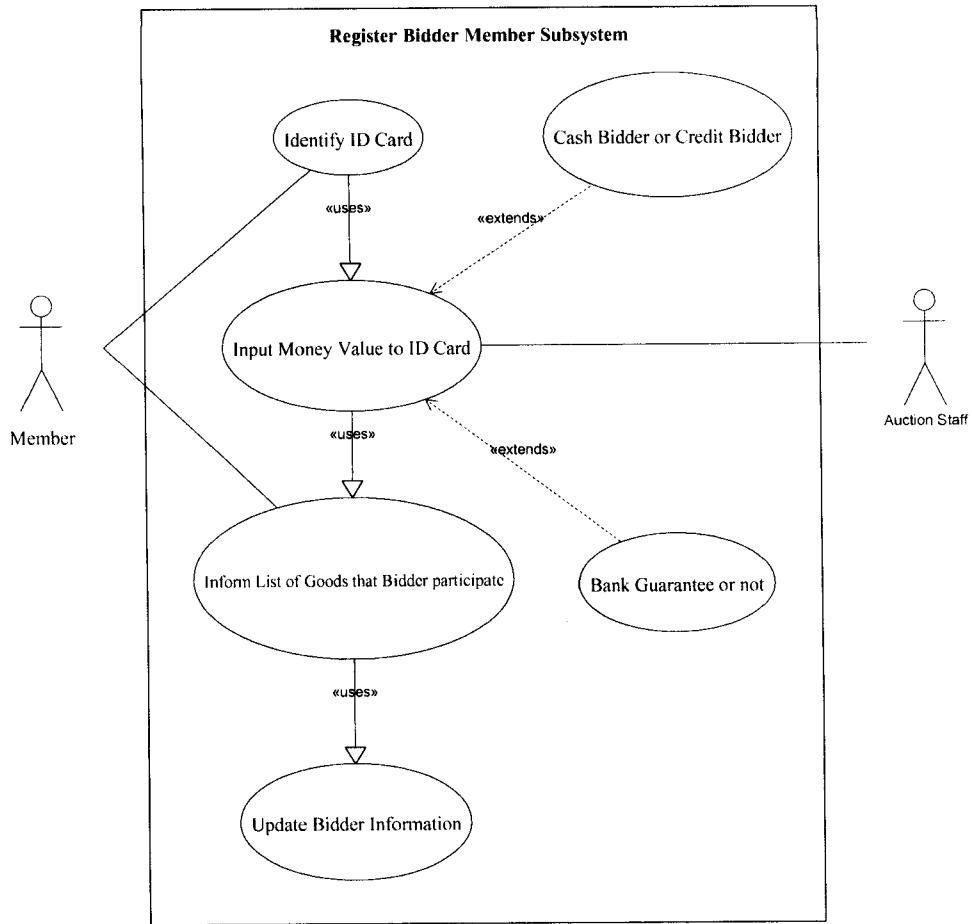 Register Bidder Member Subsystem
Identify ID Card
Cash Bidder or Credit Bidder
«uses»
«extends»
Input Money Value to ID Card
Member
Auction Staff
«uses»
«extends»
Inform List of Goods that Bidder participate
Bank Guarantee or not
«uses»
Update Bidder Information